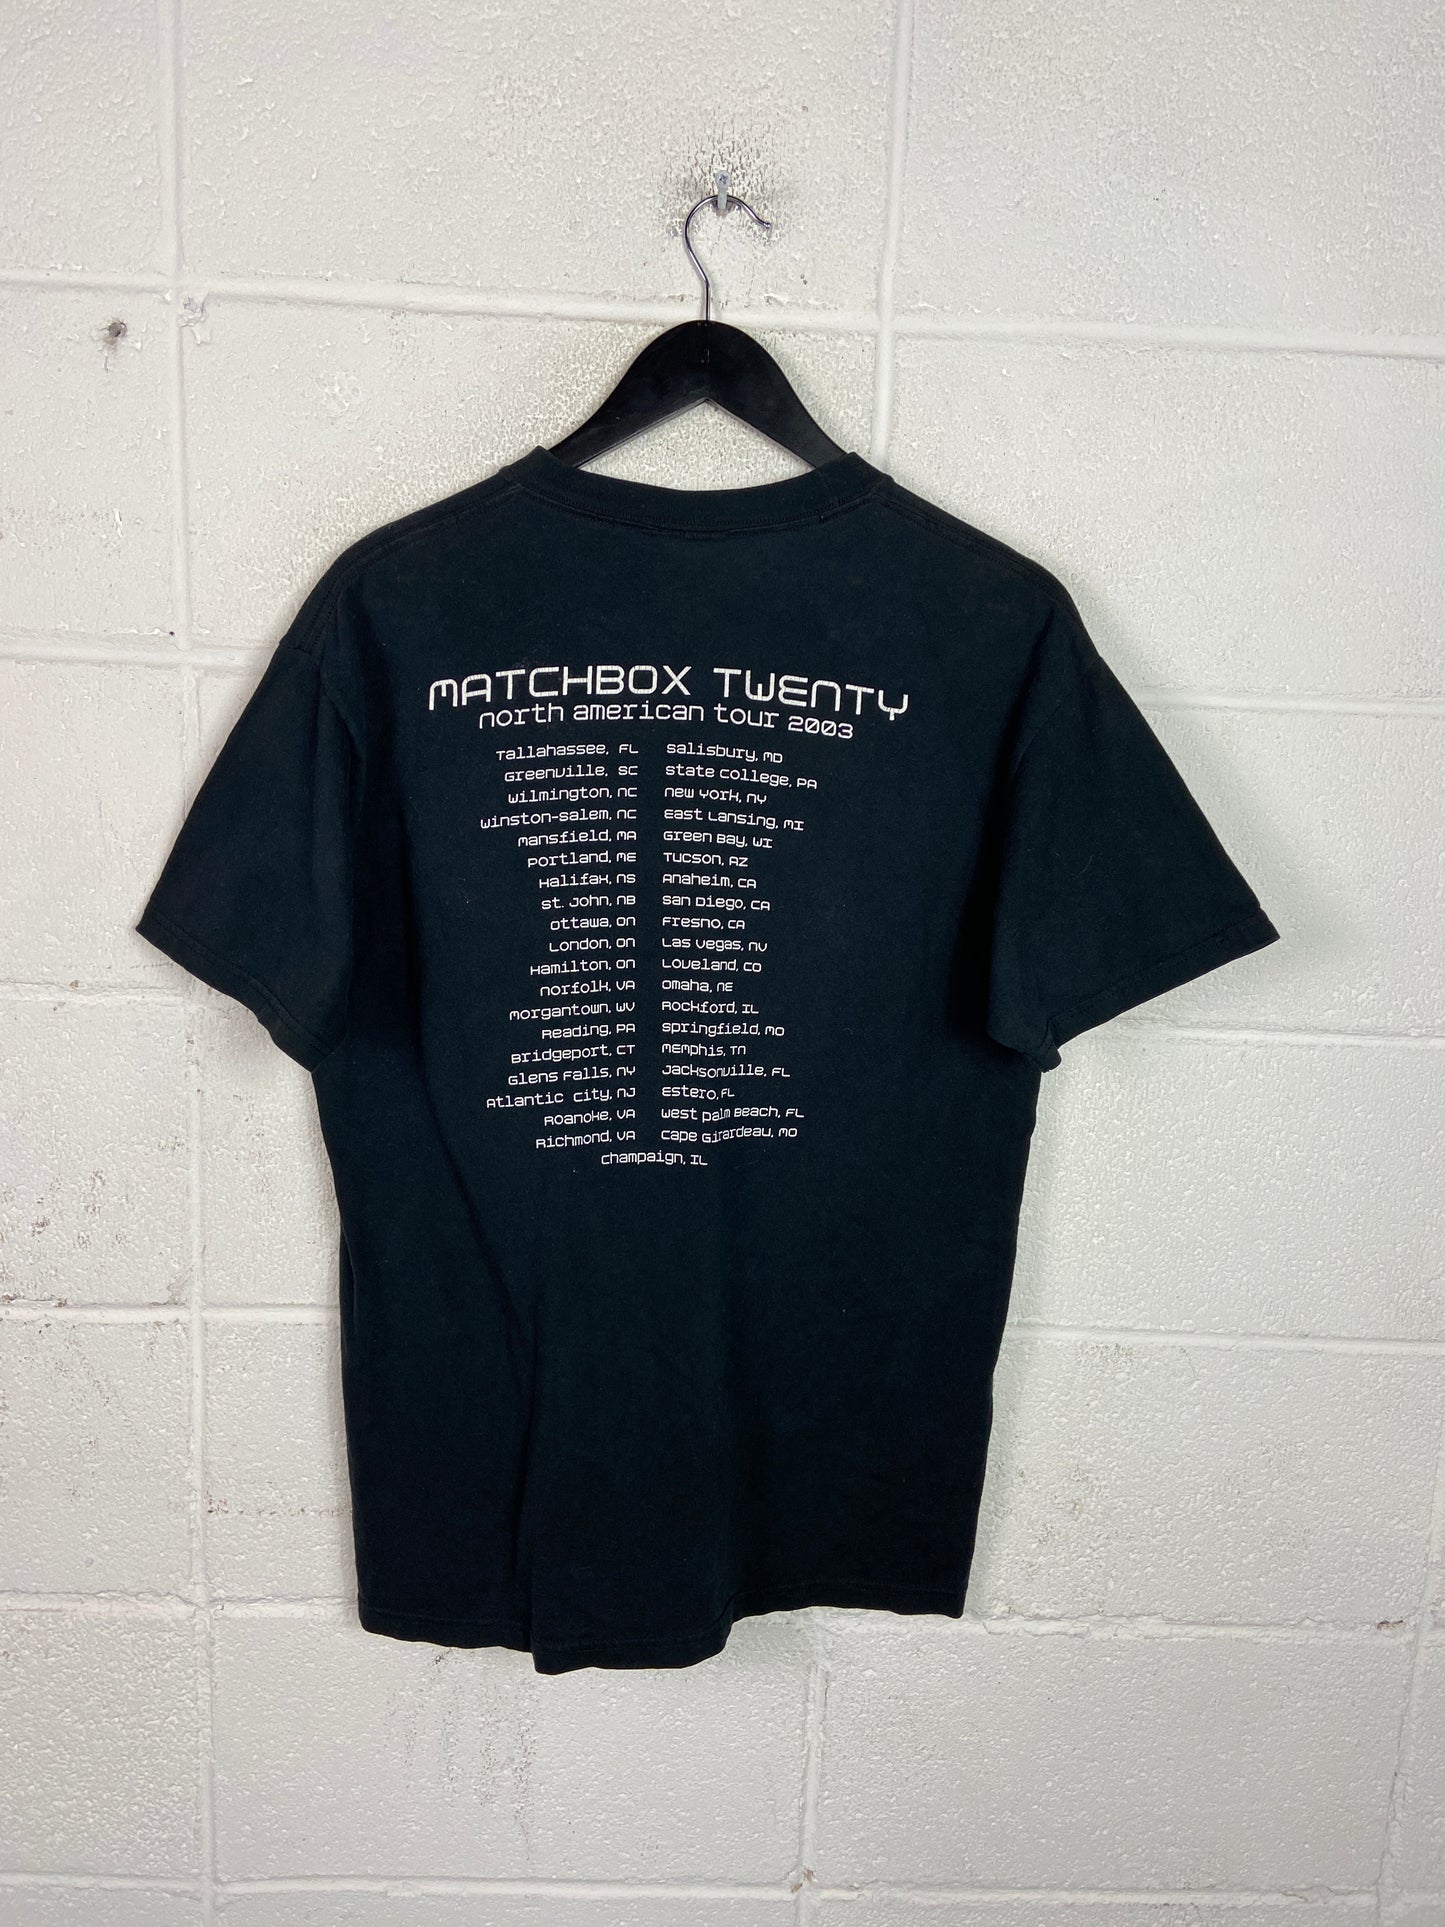 MATCHBOX TWENTY
north american tour 2003
Tallahassee, FL
Greenville, SC
Wilmington, NC
Winston-Salem, NC
Mansfield, MA
Portland, ME
Halifax, NS
St. John, NB
Ottawa, ON
London, ON
Hamilton, ON
Norfolk, VA
Morgantown, WV
Reading, PA
Bridgeport, CT
Glens Falls, NY
Atlantic City, NJ
Roanoke, VA
Richmond, VA
Salisbury, MD
State College, PA
New York, NY
East Lansing, MI
Green Bay, WI
Tucson, AZ
Anaheim, CA
San Diego, CA
Fresno, CA
Las Vegas, NV
Loveland, CO
Omaha, NE
Rockford, IL
Springfield, MO
Memphis, TN
Jacksonville, FL
Estero, FL
West Palm Beach, FL
Cape Girardeau, MO
Champaign, IL